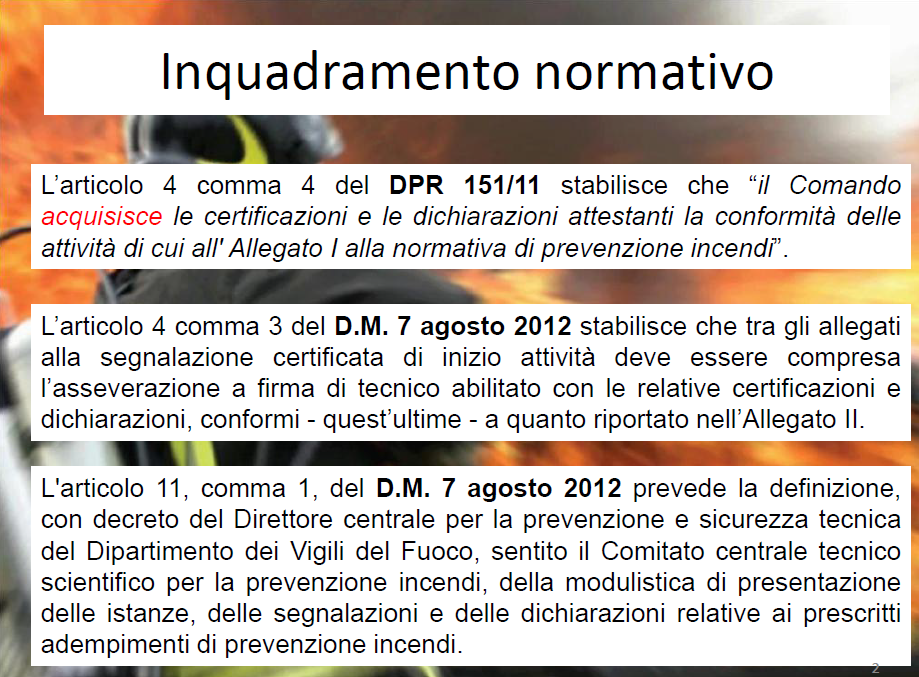 Inquadramento normativo
L’articolo 4 comma 4 del DPR 151/11 stabilisce che “il Comando
acquisisce le certificazioni e le dichiarazioni attestanti la conformità delle
attività di cui all' Allegato I alla normativa di prevenzione incendi”.
L’articolo 4 comma 3 del D.M. 7 agosto 2012 stabilisce che tra gli allegati
alla segnalazione certificata di inizio attività deve essere compresa
l’asseverazione a firma di tecnico abilitato con le relative certificazioni e
dichiarazioni, conformi - quest’ultime - a quanto riportato nell’Allegato II.
L'articolo 11, comma 1, del D.M. 7 agosto 2012 prevede la definizione,
con decreto del Direttore centrale per la prevenzione e sicurezza tecnica
del Dipartimento dei Vigili del Fuoco, sentito il Comitato centrale tecnico
scientifico per la prevenzione incendi, della modulistica di presentazione
delle istanze, delle segnalazioni e delle dichiarazioni relative ai prescritti
adempimenti di prevenzione incendi.
2